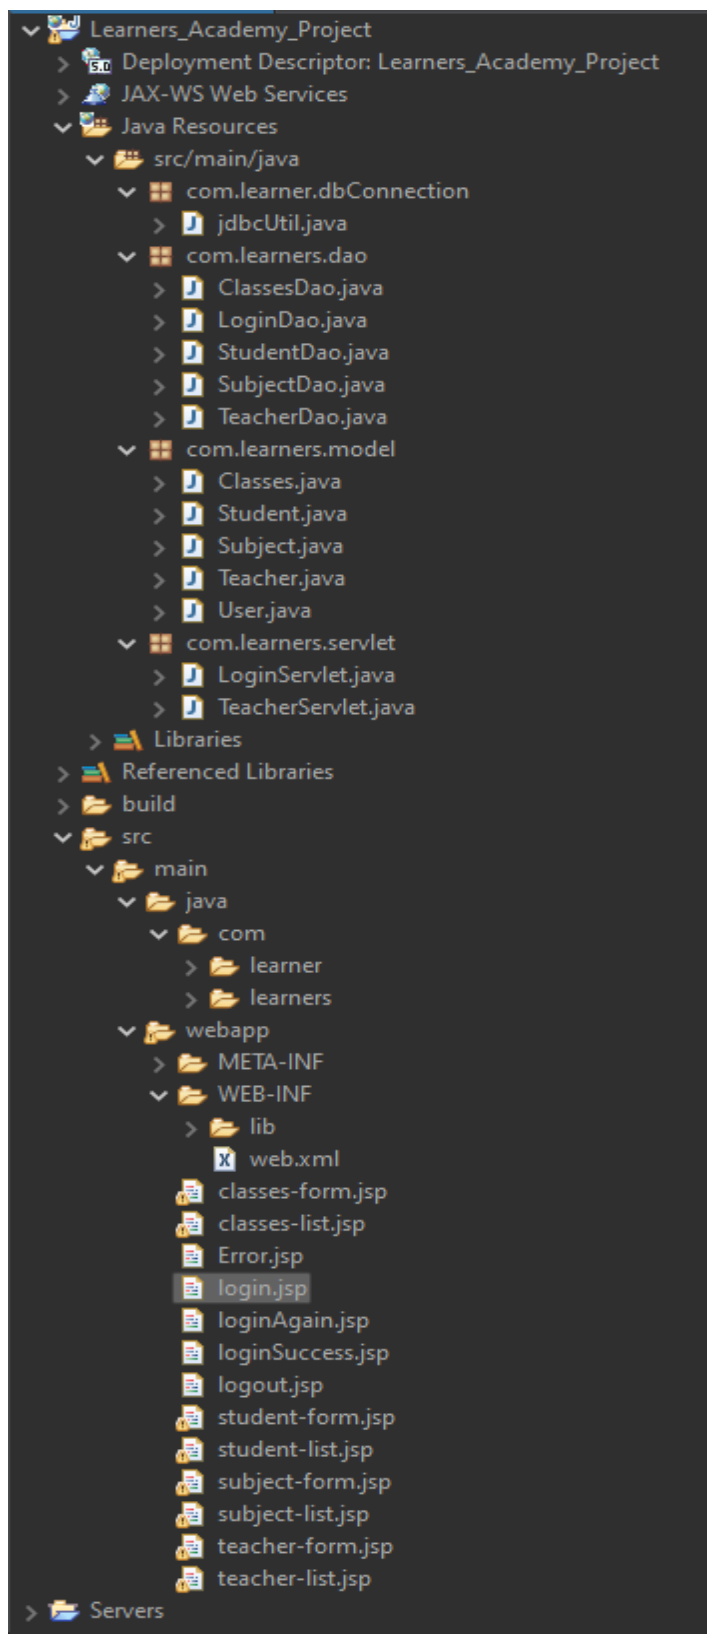 Learners_Academy_Project
5.0 Deployment Descriptor: Learners_Academy_Project
JAX-WS Web Services
Java Resources
src/main/java
com.learner.dbConnection
J jdbcUtil.java
com.learners.dao
J ClassesDao.java
J LoginDao.java
J StudentDao.java
J SubjectDao.java
J TeacherDao.java
com.learners.model
J Classes.java
J Student.java
J Subject.java
J Teacher.java
J User.java
com.learners.servlet
J LoginServlet.java
J TeacherServlet.java
Libraries
Referenced Libraries
build
src
main
java
com
learner
learners
webapp
META-INF
WEB-INF
lib
X web.xml
classes-form.jsp
classes-list.jsp
Error.jsp
login.jsp
loginAgain.jsp
loginSuccess.jsp
logout.jsp
student-form.jsp
student-list.jsp
subject-form.jsp
subject-list.jsp
teacher-form.jsp
teacher-list.jsp
Servers